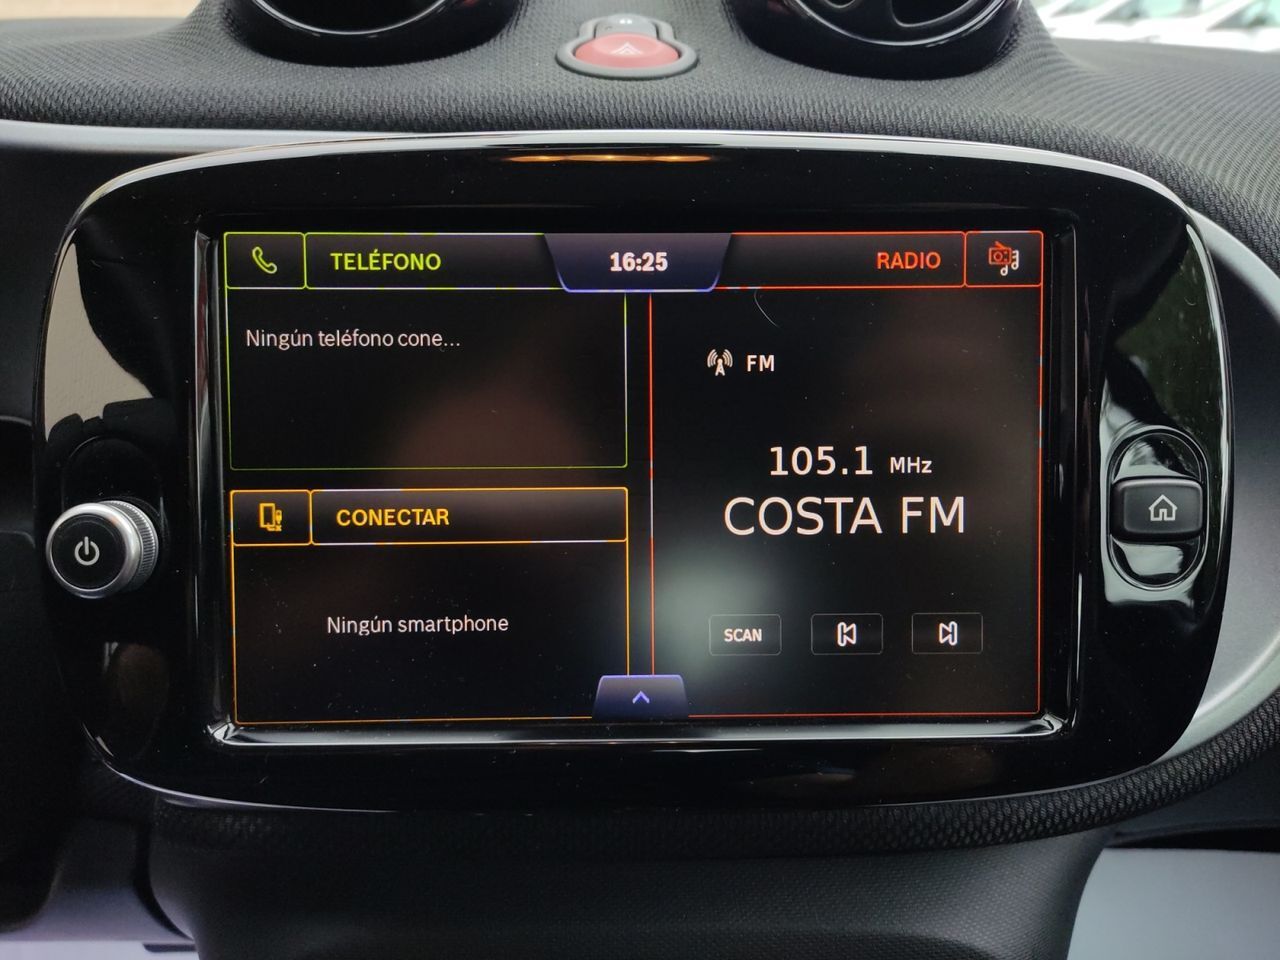 TELÉFONO
16:25
RADIO
Ningún teléfono cone...
FM
105.1 MHz
COSTA FM
CONECTAR
Ningún smartphone
SCAN